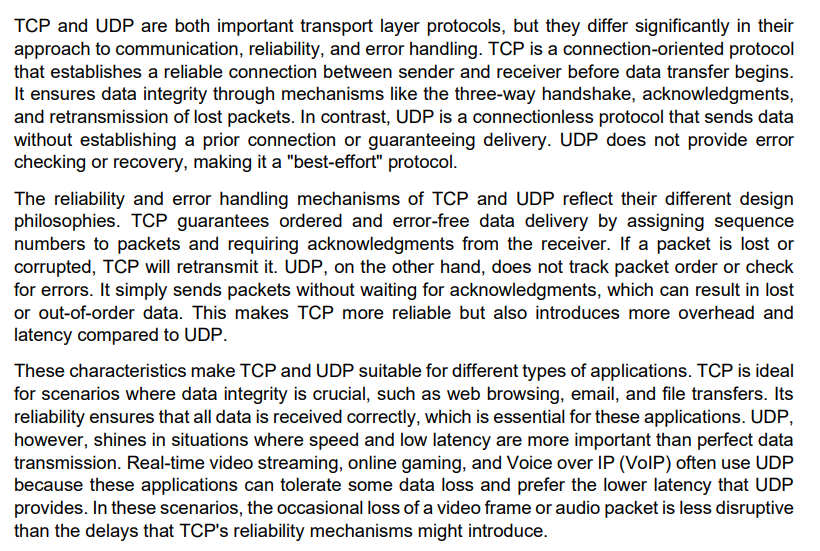 TCP and UDP are both important transport layer protocols, but they differ significantly in their
approach to communication, reliability, and error handling. TCP is a connection-oriented protocol
that establishes a reliable connection between sender and receiver before data transfer begins.
It ensures data integrity through mechanisms like the three-way handshake, acknowledgments,
and retransmission of lost packets. In contrast, UDP is a connectionless protocol that sends data
without establishing a prior connection or guaranteeing delivery. UDP does not provide error
checking or recovery, making it a "best-effort" protocol.
The reliability and error handling mechanisms of TCP and UDP reflect their different design
philosophies. TCP guarantees ordered and error-free data delivery by assigning sequence
numbers to packets and requiring acknowledgments from the receiver. If a packet is lost or
corrupted, TCP will retransmit it. UDP, on the other hand, does not track packet order or check
for errors. It simply sends packets without waiting for acknowledgments, which can result in lost
or out-of-order data. This makes TCP more reliable but also introduces more overhead and
latency compared to UDP.
These characteristics make TCP and UDP suitable for different types of applications. TCP is ideal
for scenarios where data integrity is crucial, such as web browsing, email, and file transfers. Its
reliability ensures that all data is received correctly, which is essential for these applications. UDP,
however, shines in situations where speed and low latency are more important than perfect data
transmission. Real-time video streaming, online gaming, and Voice over IP (VoIP) often use UDP
because these applications can tolerate some data loss and prefer the lower latency that UDP
provides. In these scenarios, the occasional loss of a video frame or audio packet is less disruptive
than the delays that TCP's reliability mechanisms might introduce.